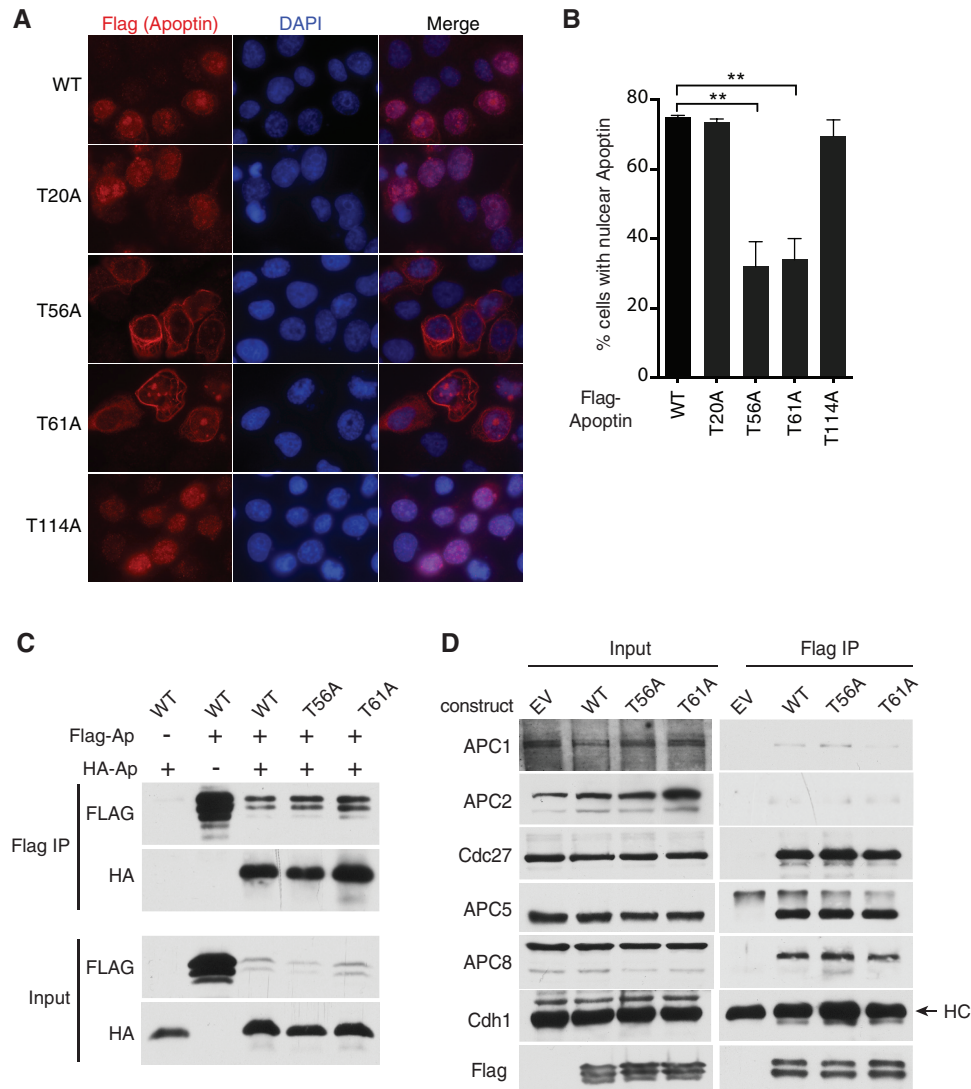 A
Flag (Apoptin) DAPI Merge
WT
T20A
T56A
T61A
T114A
B
**
**
80
60
40
20
0
% cells with nulcear Apoptin
Flag-
Apoptin
WT T20A T56A T61A T114A
C
WT WT WT T56A T61A
Flag-Ap - + + + +
HA-Ap + - + + +
Flag IP
FLAG
HA
Input
FLAG
HA
D
Input Flag IP
construct EV WT T56A T61A EV WT T56A T61A
APC1
APC2
Cdc27
APC5
APC8
Cdh1
HC
Flag